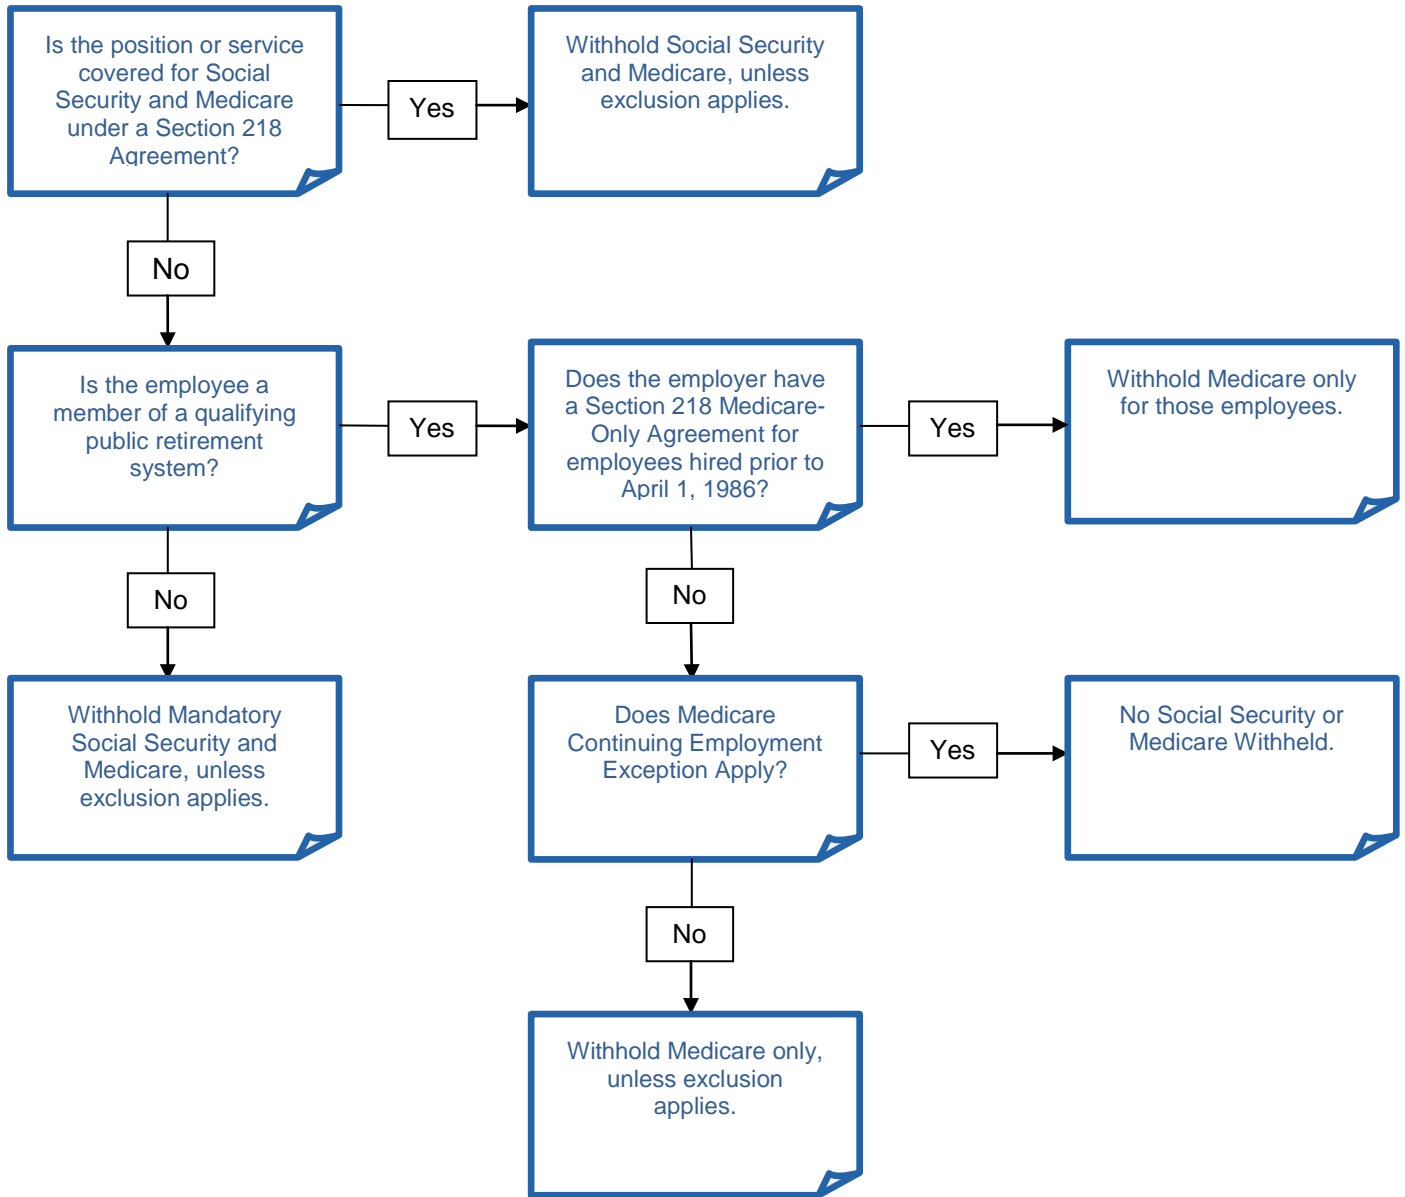 Is the position or service
covered for Social
Security and Medicare
under a Section 218
Agreement?
Yes
Withhold Social Security
and Medicare, unless
exclusion applies.
No
Is the employee a
member of a qualifying
public retirement
system?
Yes
Does the employer have
a Section 218 Medicare-
Only Agreement for
employees hired prior to
April 1, 1986?
Yes
Withhold Medicare only
for those employees.
No
No
Withhold Mandatory
Social Security and
Medicare, unless
exclusion applies.
Does Medicare
Continuing Employment
Exception Apply?
Yes
No Social Security or
Medicare Withheld.
No
Withhold Medicare only,
unless exclusion
applies.